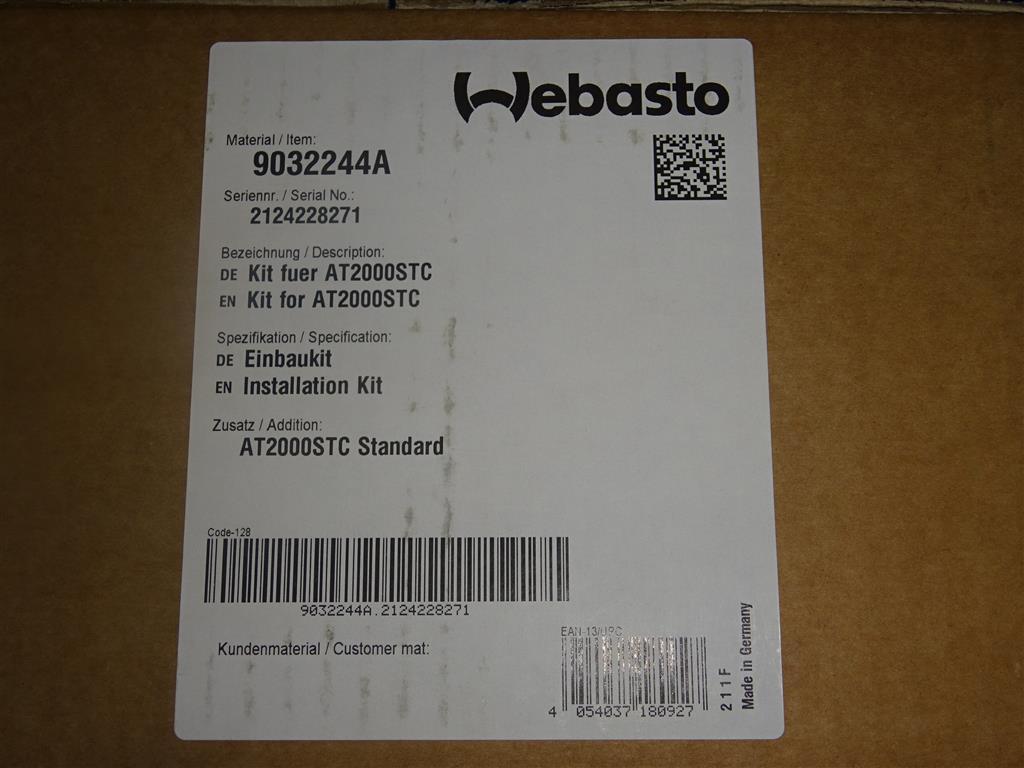 Webasto
Material / Item:
9032244A
Seriennr. / Serial No.:
2124228271
Bezeichnung / Description:
DE Kit fuer AT2000STC
EN Kit for AT2000STC
Spezifikation / Specification:
DE Einbaukit
EN Installation Kit
Zusatz / Addition:
AT2000STC Standard
Code-128
9032244A.2124228271
Kundenmaterial / Customer mat:
EAN-13/UPC
4 054037 180927
211F
Made in Germany